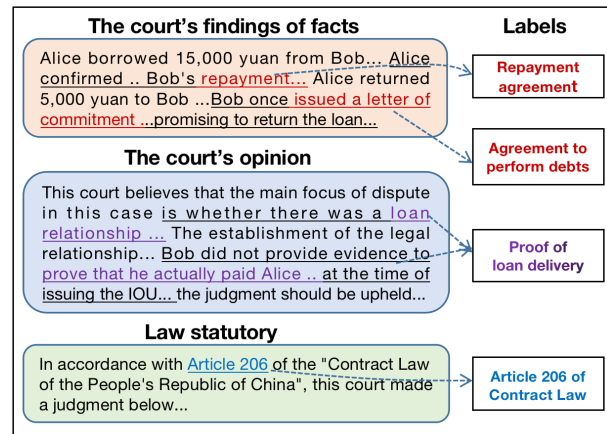 The court's findings of facts
Labels
Alice borrowed 15,000 yuan from Bob... Alice
confirmed .. Bob's repayment... Alice returned
5,000 yuan to Bob ...Bob once issued a letter of
commitment ...promising to return the loan...
Repayment
agreement
Agreement to
perform debts
The court's opinion
This court believes that the main focus of dispute
in this case is whether there was a loan
relationship ... The establishment of the legal
relationship... Bob did not provide evidence to
prove that he actually paid Alice .. at the time of
issuing the IOU... the judgment should be upheld...
Proof of
loan delivery
Law statutory
In accordance with Article 206 of the "Contract Law
of the People's Republic of China", this court made
a judgment below...
Article 206 of
Contract Law